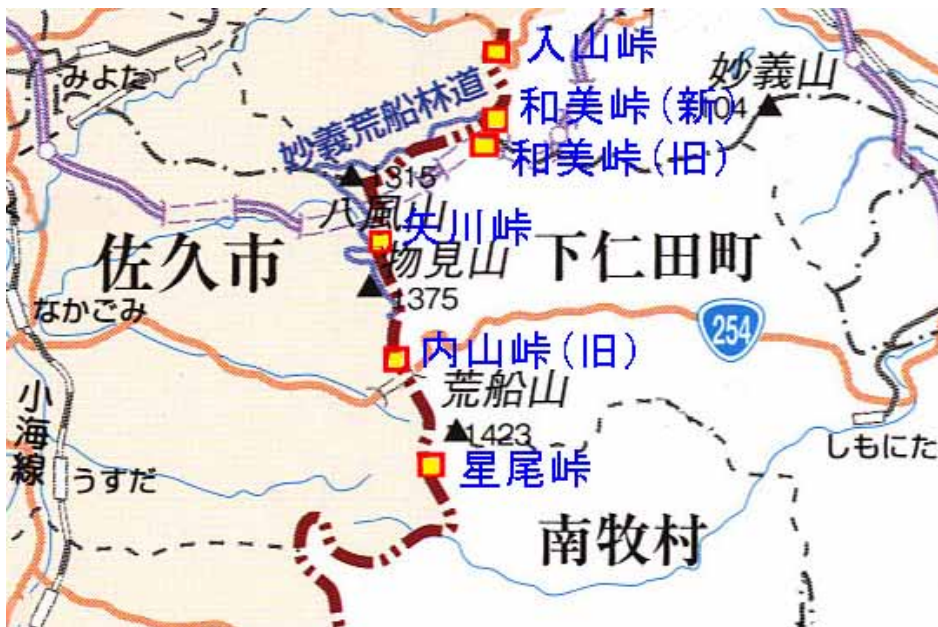 入山峠
みよた
妙義山
04
和美峠(新)
妙義荒船林道
和美峠(旧)
1315
八風山
矢川峠
佐久市
物見山
下仁田町
1375
なかごみ
254
内山峠(旧)
荒船山
小海線
1423
しもにた
星尾峠
うすだ
南牧村